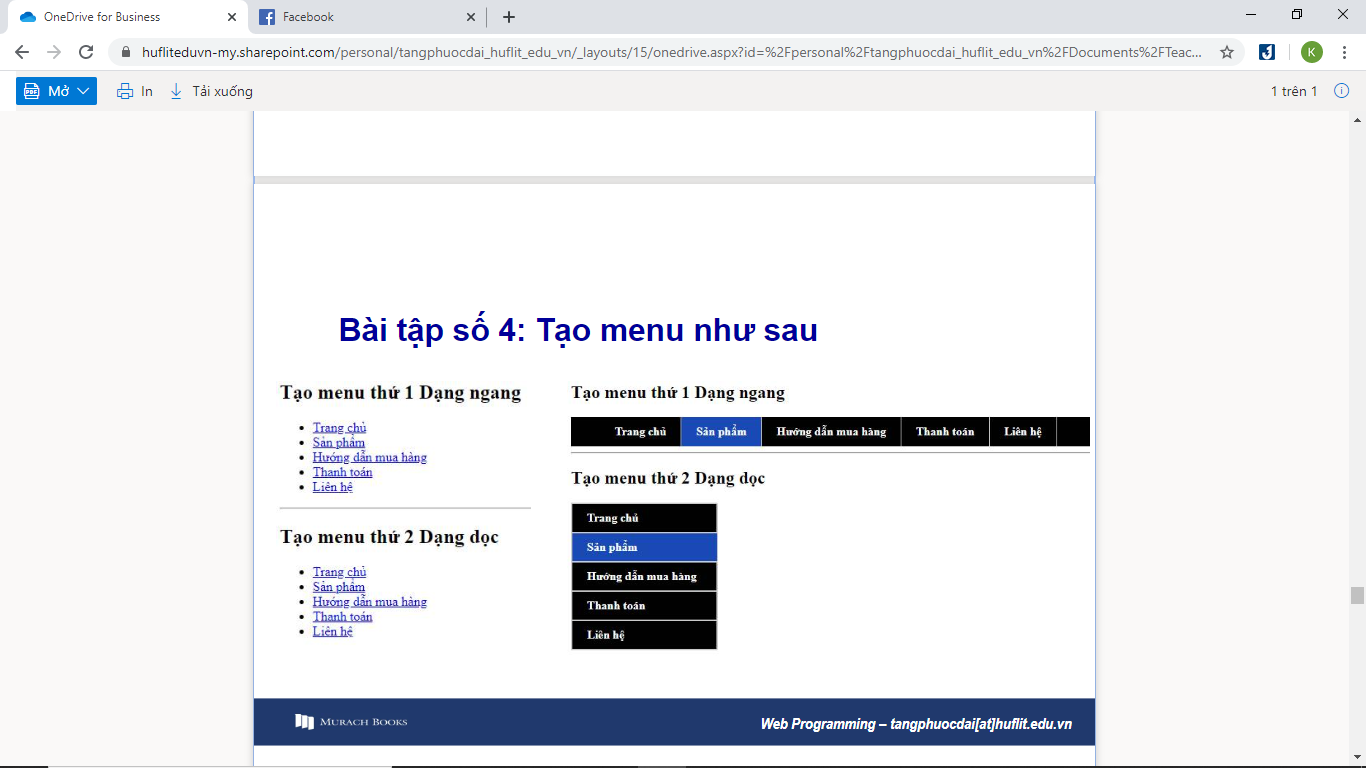 OneDrive for Business
Facebook
hufliteduvn-my.sharepoint.com/personal/tangphuocdai_huflit_edu_vn/_layouts/15/onedrive.aspx?id=%2Fpersonal%2Ftangphuocdai_huflit_edu_vn%2FDocuments%2FTeac...
K
PDF Mở
In
Tải xuống
1 trên 1
Bài tập số 4: Tạo menu như sau
Tạo menu thứ 1 Dạng ngang
Trang chủ
Sản phẩm
Hướng dẫn mua hàng
Thanh toán
Liên hệ
Tạo menu thứ 2 Dạng dọc
Trang chủ
Sản phẩm
Hướng dẫn mua hàng
Thanh toán
Liên hệ
Tạo menu thứ 1 Dạng ngang
Trang chủ Sản phẩm Hướng dẫn mua hàng Thanh toán Liên hệ
Tạo menu thứ 2 Dạng dọc
Trang chủ
Sản phẩm
Hướng dẫn mua hàng
Thanh toán
Liên hệ
MURACH BOOKS
Web Programming – tangphuocdai[at]huflit.edu.vn